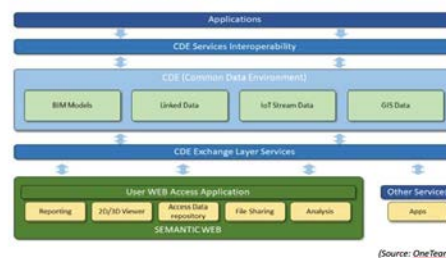 Applications
CDE Services Interoperability
CDE (Common Data Environment)
BIM Models
Linked Data
IoT Stream Data
GIS Data
CDE Exchange Layer Services
User WEB Access Application
Other Services
Reporting
2D/3D Viewer
Access Data
repository
File Sharing
Analysis
Apps
SEMANTIC WEB
(Source: OneTeam